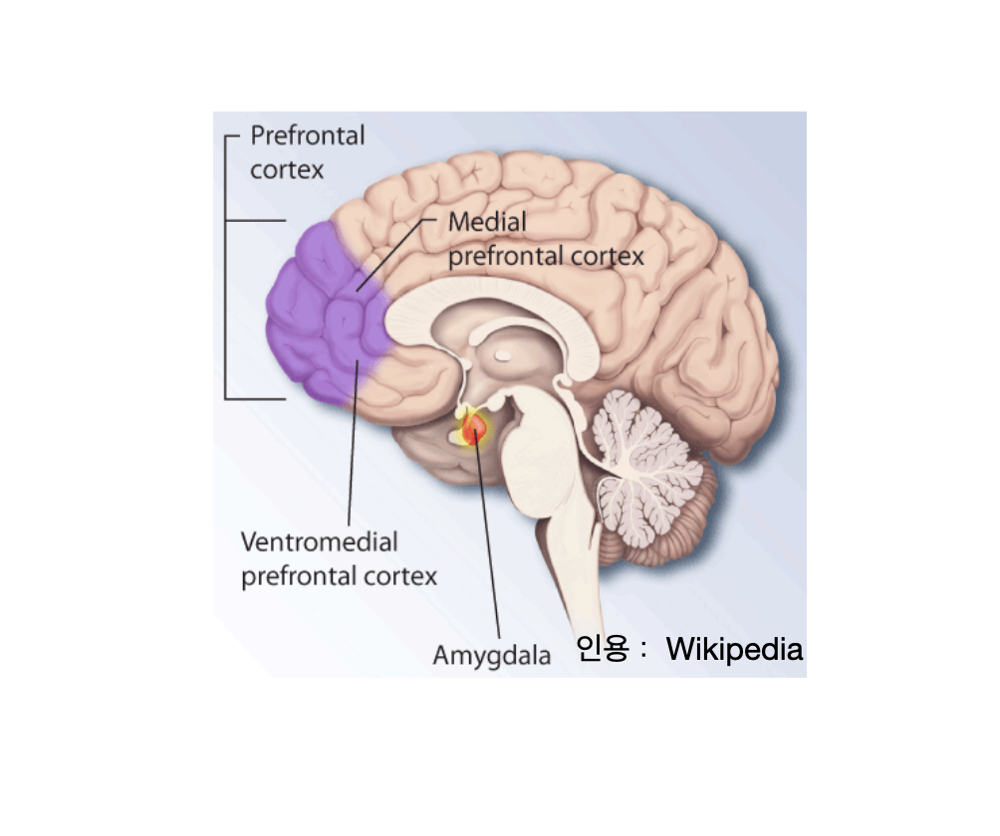 Prefrontal
cortex
Medial
prefrontal cortex
Ventromedial
prefrontal cortex
Amygdala
인용 : Wikipedia